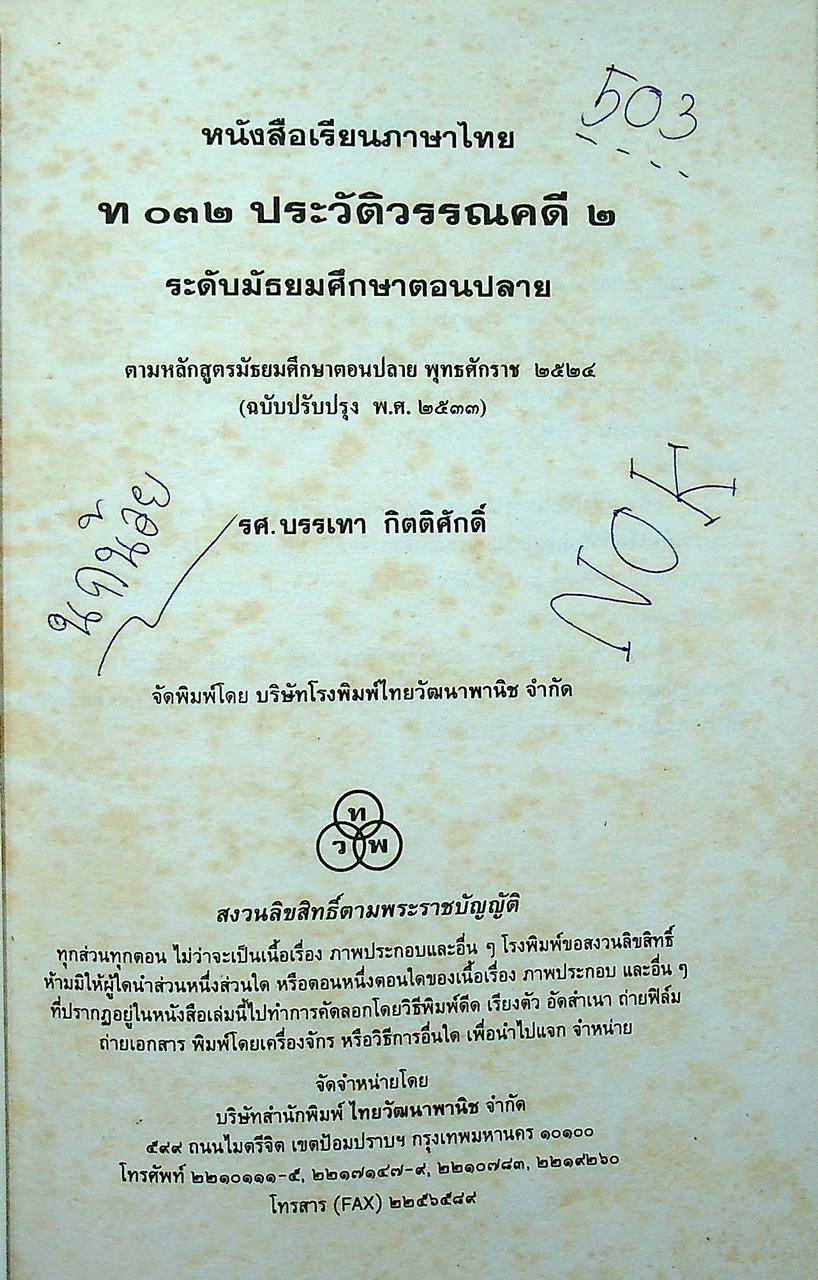 503
หนังสือเรียนภาษาไทย
ท ๐๓๒ ประวัติวรรณคดี ๒
ระดับมัธยมศึกษาตอนปลาย
ตามหลักสูตรมัธยมศึกษาตอนปลาย พุทธศักราช ๒๕๒๔
(ฉบับปรับปรุง พ.ศ. ๒๕๓๓)
นกน้อย
รศ. บรรเทา กิตติศักดิ์
NOK
จัดพิมพ์โดย บริษัทโรงพิมพ์ไทยวัฒนาพานิช จำกัด
ท
ว พ
สงวนลิขสิทธิ์ตามพระราชบัญญัติ
ทุกส่วนทุกตอน ไม่ว่าจะเป็นเนื้อเรื่อง ภาพประกอบและอื่น ๆ โรงพิมพ์ขอสงวนลิขสิทธิ์
ห้ามมิให้ผู้ใดนำส่วนหนึ่งส่วนใด หรือตอนหนึ่งตอนใดของเนื้อเรื่อง ภาพประกอบ และอื่น ๆ
ที่ปรากฏอยู่ในหนังสือเล่มนี้ไปทำการคัดลอกโดยวิธีพิมพ์ดีด เรียงตัว อัดสำเนา ถ่ายฟิล์ม
ถ่ายเอกสาร พิมพ์โดยเครื่องจักร หรือวิธีการอื่นใด เพื่อนำไปแจก จำหน่าย
จัดจำหน่ายโดย
บริษัทสำนักพิมพ์ ไทยวัฒนาพานิช จำกัด
๕๙๙ ถนนไมตรีจิต เขตป้อมปราบฯ กรุงเทพมหานคร ๑๐๑๐๐
โทรศัพท์ ๒๒๑๐๑๑๑-๕, ๒๒๑๗๑๔๗-๙, ๒๒๑๐๗๘๓, ๒๒๑๙๒๖๐
โทรสาร (FAX) ๒๒๕๖๕๘๙